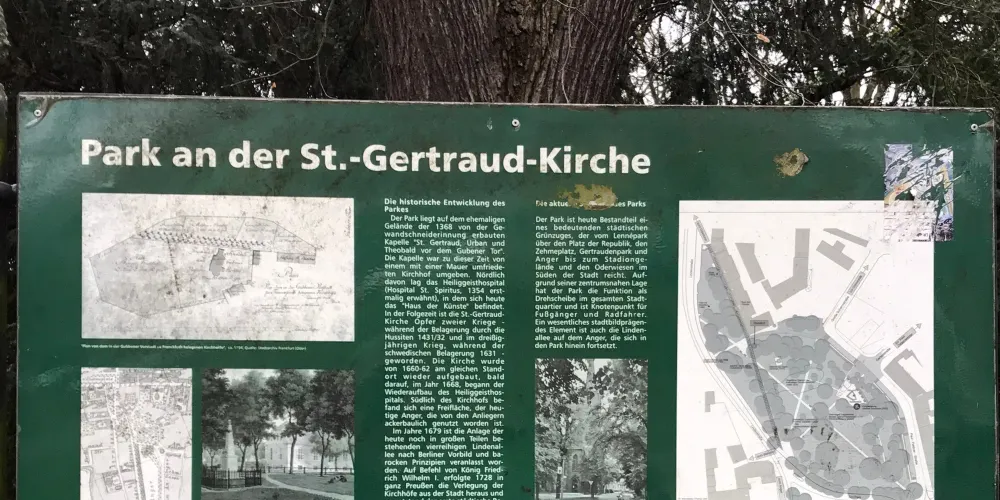 Park an der St.-Gertraud-Kirche
Die historische Entwicklung des
Parkes
Der Park liegt auf dem ehemaligen
Gelände der 1368 von der Ge-
wandschneiderinnung erbauten
Kapelle "St. Gertraud, Urban und
Theobald vor dem Gubener Tor".
Die Kapelle war zu dieser Zeit von
einem mit einer Mauer umfriede-
ten Kirchhof umgeben. Nördlich
davon lag das Heiliggeisthospital
(Hospital St. Spiritus, 1354 erst-
malig erwähnt), in dem sich heute
das "Haus der Künste" befindet.
In der Folgezeit ist die St.-Gertraud-
Kirche Opfer zweier Kriege -
während der Belagerung durch die
Hussiten 1431/32 und im dreißig-
jährigen Krieg, während der
schwedischen Belagerung 1631 -
geworden. Die Kirche wurde
von 1660-62 am gleichen Stand-
ort wieder aufgebaut, bald
darauf, im Jahr 1668, begann der
Wiederaufbau des Heiliggeisthos-
pitals. Südlich des Kirchhofs be-
fand sich eine Freifläche, der heu-
tige Anger, die von den Anliegern
ackerbaulich genutzt worden ist.
Im Jahre 1679 ist die Anlage der
heute noch in großen Teilen be-
stehenden vierreihigen Lindenal-
lee nach Berliner Vorbild und ba-
rocken Prinzipien veranlasst wor-
den. Auf Befehl von König Fried-
rich Wilhelm I. erfolgte 1728 in
ganz Preußen die Verlegung der
Kirchhöfe aus der Stadt heraus und
Die aktue des Parks
Der Park ist heute Bestandteil ei-
nes bedeutenden städtischen
Grünzuges, der vom Lennépark
über den Platz der Republik, den
Zehmeplatz, Gertraudenpark und
Anger bis zum Stadionge-
lände und den Oderwiesen im
Süden der Stadt reicht. Auf-
grund seiner zentrumsnahen Lage
hat der Park die Funktion als
Drehscheibe im gesamten Stadt-
quartier und ist Knotenpunkt für
Fußgänger und Radfahrer.
Ein wesentliches stadtbildprägen-
des Element ist auch die Linden-
allee auf dem Anger, die sich in
den Park hinein fortsetzt.